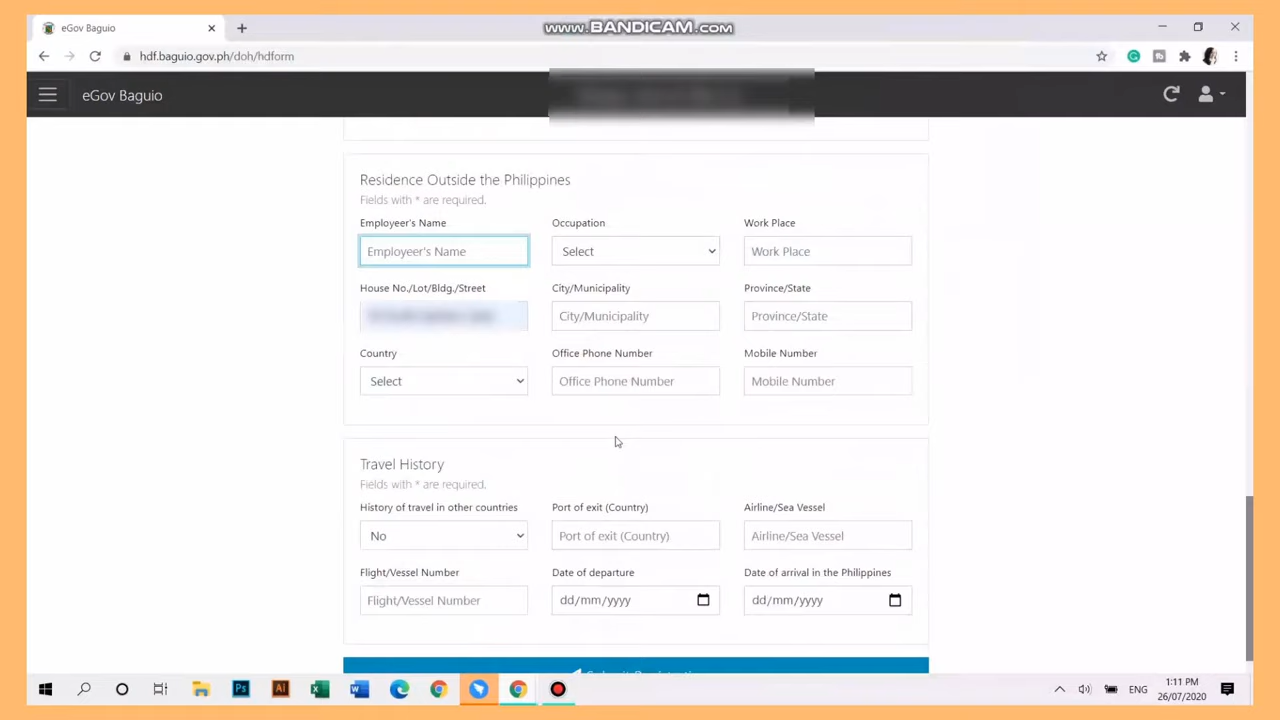 eGov Baguio
www.BANDICAM.com
hdf.baguio.gov.ph/doh/hdform
eGov Baguio
Residence Outside the Philippines
Fields with * are required.
Employeer's Name Occupation Work Place
Employeer's Name Select Work Place
House No./Lot/Bldg./Street City/Municipality Province/State
City/Municipality Province/State
Country Office Phone Number Mobile Number
Select Office Phone Number Mobile Number
Travel History
Fields with * are required.
History of travel in other countries Port of exit (Country) Airline/Sea Vessel
No Port of exit (Country) Airline/Sea Vessel
Flight/Vessel Number Date of departure Date of arrival in the Philippines
Flight/Vessel Number dd/mm/yyyy dd/mm/yyyy
Ps Ai
ENG
1:11 PM
26/07/2020